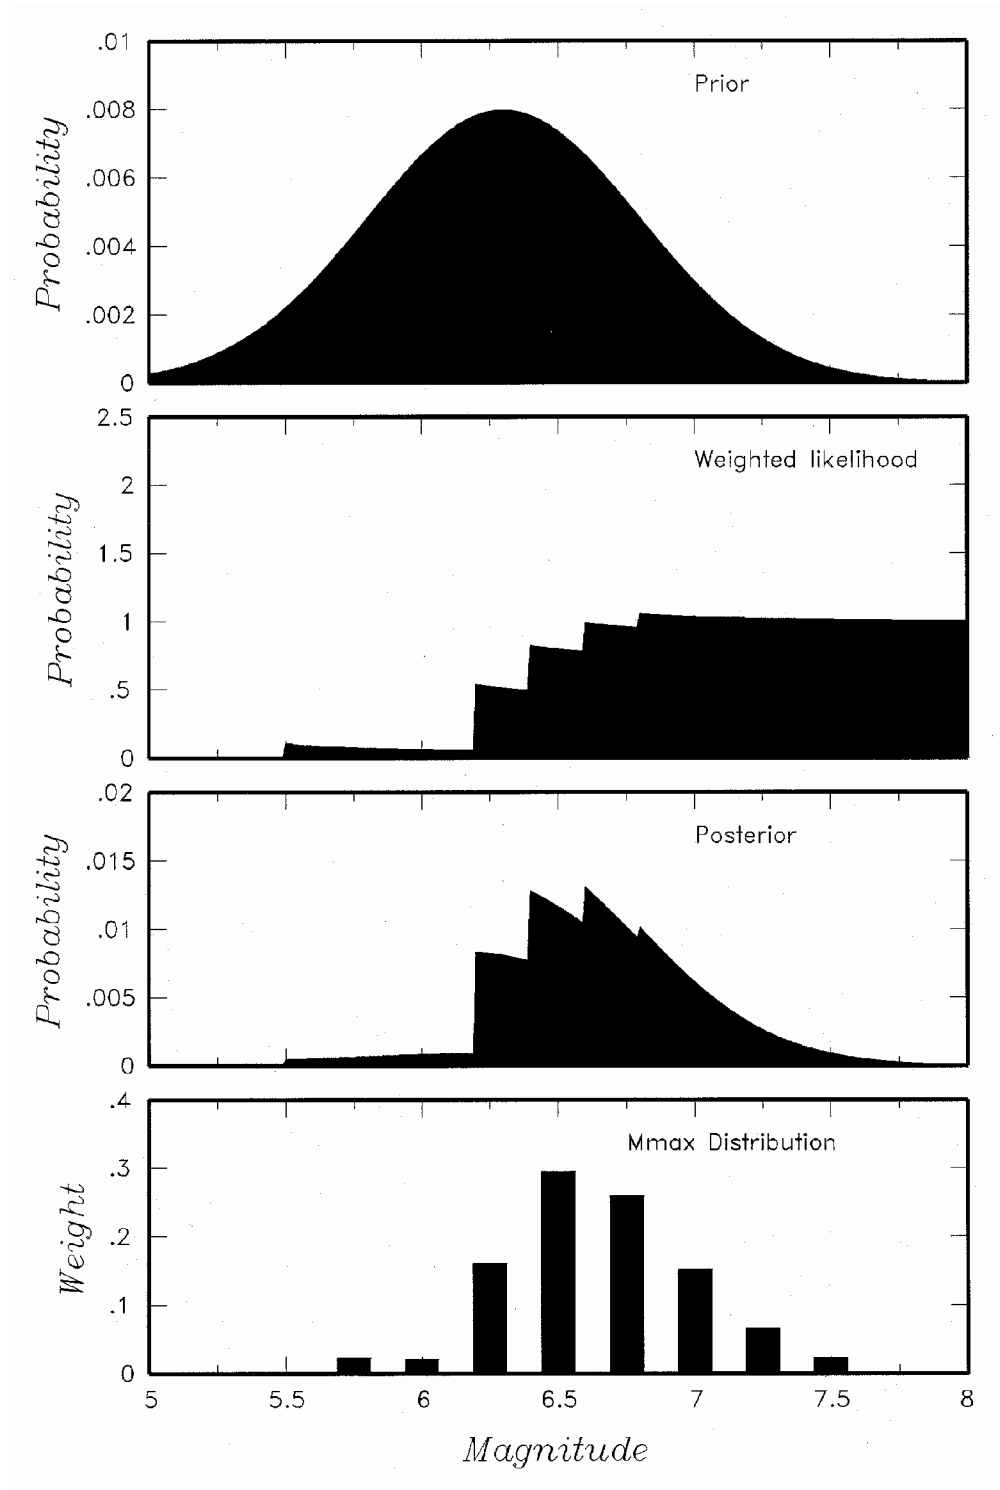 .01
.008
.006
.004
.002
0
Probability
Prior
2.5
2
1.5
1
.5
0
Probability
Weighted likelihood
.02
.015
.01
.005
0
Probability
Posterior
.4
.3
.2
.1
0
Weight
Mmax Distribution
5 5.5 6 6.5 7 7.5 8
Magnitude